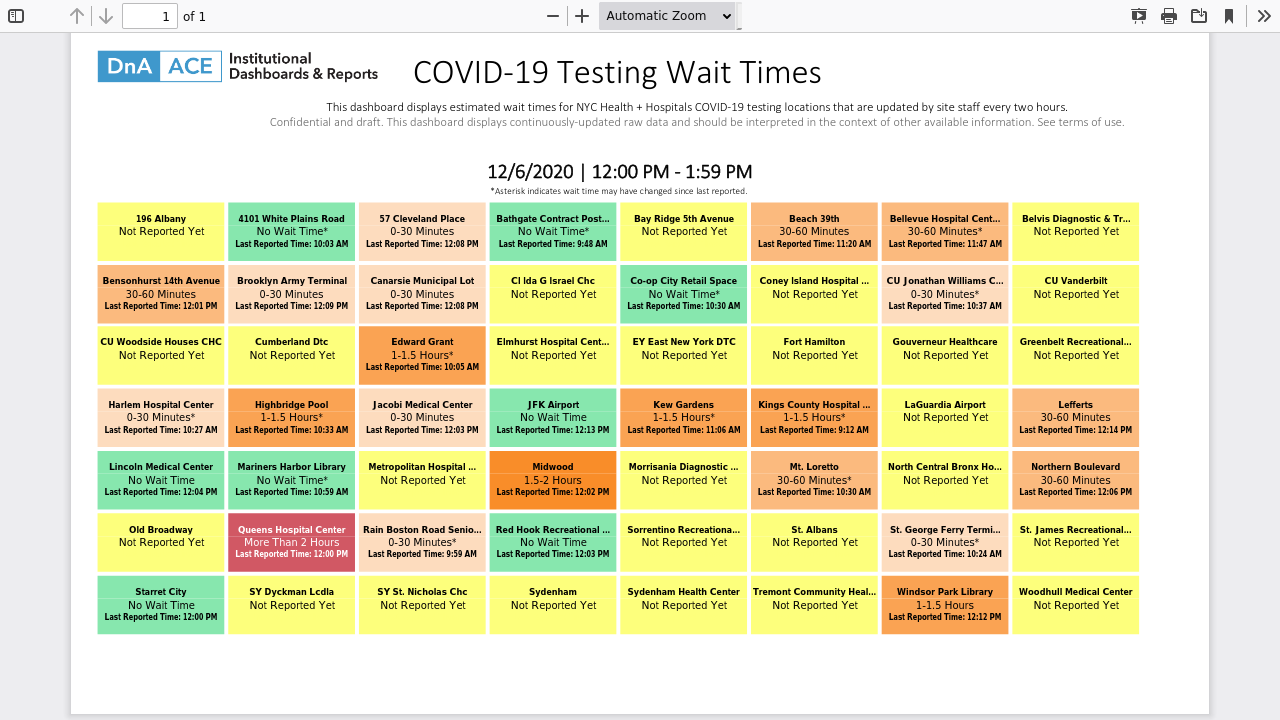 1 of 1
Automatic Zoom
DnA ACE Institutional
Dashboards & Reports
COVID-19 Testing Wait Times
This dashboard displays estimated wait times for NYC Health + Hospitals COVID-19 testing locations that are updated by site staff every two hours.
Confidential and draft. This dashboard displays continuously-updated raw data and should be interpreted in the context of other available information. See terms of use.
12/6/2020 | 12:00 PM - 1:59 PM
*Asterisk indicates wait time may have changed since last reported.
196 Albany
Not Reported Yet
4101 White Plains Road
No Wait Time*
Last Reported Time: 10:03 AM
57 Cleveland Place
0-30 Minutes
Last Reported Time: 12:08 PM
Bathgate Contract Post...
No Wait Time*
Last Reported Time: 9:48 AM
Bay Ridge 5th Avenue
Not Reported Yet
Beach 39th
30-60 Minutes
Last Reported Time: 11:20 AM
Bellevue Hospital Cent...
30-60 Minutes*
Last Reported Time: 11:47 AM
Belvis Diagnostic & Tr...
Not Reported Yet
Bensonhurst 14th Avenue
30-60 Minutes
Last Reported Time: 12:01 PM
Brooklyn Army Terminal
0-30 Minutes
Last Reported Time: 12:09 PM
Canarsie Municipal Lot
0-30 Minutes
Last Reported Time: 12:08 PM
Cl Ida G Israel Chc
Not Reported Yet
Co-op City Retail Space
No Wait Time*
Last Reported Time: 10:30 AM
Coney Island Hospital ...
Not Reported Yet
CU Jonathan Williams C...
0-30 Minutes*
Last Reported Time: 10:37 AM
CU Vanderbilt
Not Reported Yet
CU Woodside Houses CHC
Not Reported Yet
Cumberland Dtc
Not Reported Yet
Edward Grant
1-1.5 Hours*
Last Reported Time: 10:05 AM
Elmhurst Hospital Cent...
Not Reported Yet
EY East New York DTC
Not Reported Yet
Fort Hamilton
Not Reported Yet
Gouverneur Healthcare
Not Reported Yet
Greenbelt Recreational...
Not Reported Yet
Harlem Hospital Center
0-30 Minutes*
Last Reported Time: 10:27 AM
Highbridge Pool
1-1.5 Hours*
Last Reported Time: 10:33 AM
Jacobi Medical Center
0-30 Minutes
Last Reported Time: 12:03 PM
JFK Airport
No Wait Time
Last Reported Time: 12:13 PM
Kew Gardens
1-1.5 Hours*
Last Reported Time: 11:06 AM
Kings County Hospital ...
1-1.5 Hours*
Last Reported Time: 9:12 AM
LaGuardia Airport
Not Reported Yet
Lefferts
30-60 Minutes
Last Reported Time: 12:14 PM
Lincoln Medical Center
No Wait Time
Last Reported Time: 12:04 PM
Mariners Harbor Library
No Wait Time*
Last Reported Time: 10:59 AM
Metropolitan Hospital ...
Not Reported Yet
Midwood
1.5-2 Hours
Last Reported Time: 12:02 PM
Morrisania Diagnostic ...
Not Reported Yet
Mt. Loretto
30-60 Minutes*
Last Reported Time: 10:30 AM
North Central Bronx Ho...
Not Reported Yet
Northern Boulevard
30-60 Minutes
Last Reported Time: 12:06 PM
Old Broadway
Not Reported Yet
Queens Hospital Center
More Than 2 Hours
Last Reported Time: 12:00 PM
Rain Boston Road Senio...
0-30 Minutes*
Last Reported Time: 9:59 AM
Red Hook Recreational ...
No Wait Time
Last Reported Time: 12:03 PM
Sorrentino Recreationa...
Not Reported Yet
St. Albans
Not Reported Yet
St. George Ferry Termi...
0-30 Minutes*
Last Reported Time: 10:24 AM
St. James Recreational...
Not Reported Yet
Starret City
No Wait Time
Last Reported Time: 12:00 PM
SY Dyckman Lcdla
Not Reported Yet
SY St. Nicholas Chc
Not Reported Yet
Sydenham
Not Reported Yet
Sydenham Health Center
Not Reported Yet
Tremont Community Heal...
Not Reported Yet
Windsor Park Library
1-1.5 Hours
Last Reported Time: 12:12 PM
Woodhull Medical Center
Not Reported Yet